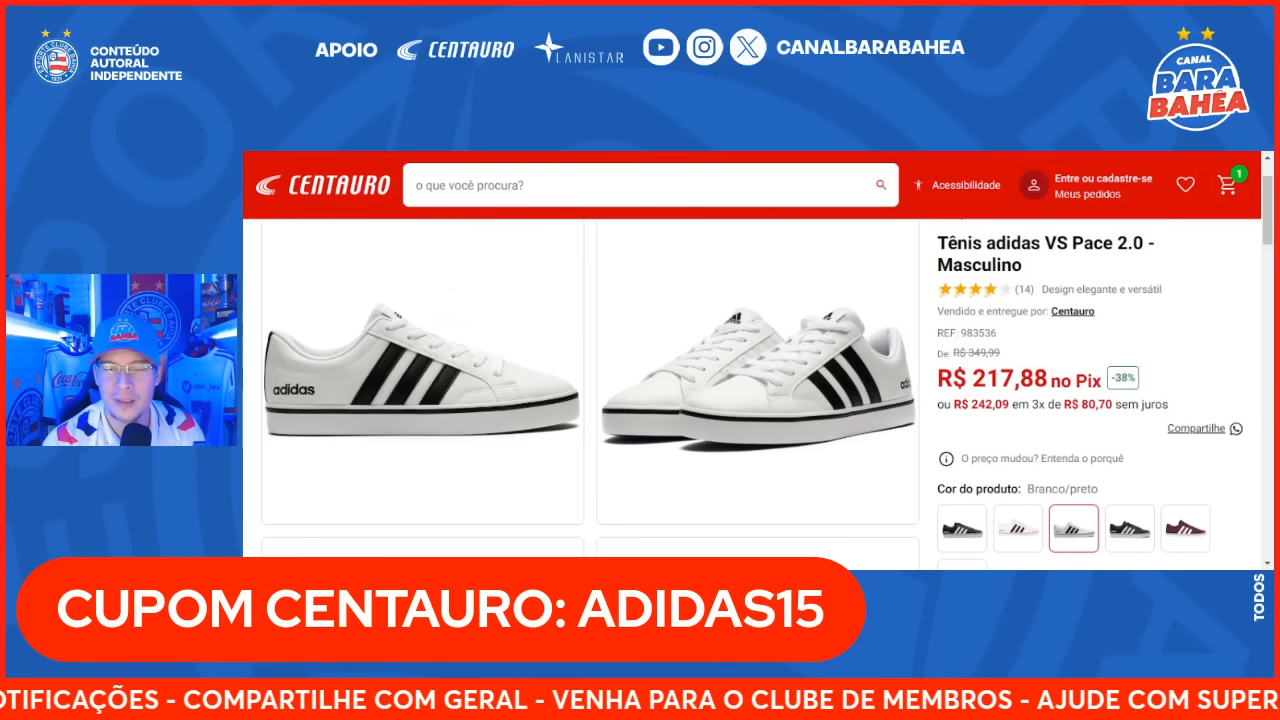 CONTEÚDO
AUTORAL
INDEPENDENTE
APOIO
CENTAURO
LANISTAR
CANALBARABAHEA
CANAL
BARA
BAHÊA
CENTAURO
o que você procura?
Acessibilidade
Entre ou cadastre-se
Meus pedidos
1
adidas
Tênis adidas VS Pace 2.0 -
Masculino
(14) Design elegante e versátil
Vendido e entregue por: Centauro
REF: 983536
De: R$ 349,99
R$ 217,88 no Pix -38%
ou R$ 242,09 em 3x de R$ 80,70 sem juros
Compartilhe
O preço mudou? Entenda o porquê
Cor do produto: Branco/preto
CUPOM CENTAURO: ADIDAS15
TODOS
OTIFICAÇÕES - COMPARTILHE COM GERAL - VENHA PARA O CLUBE DE MEMBROS - AJUDE COM SUPER